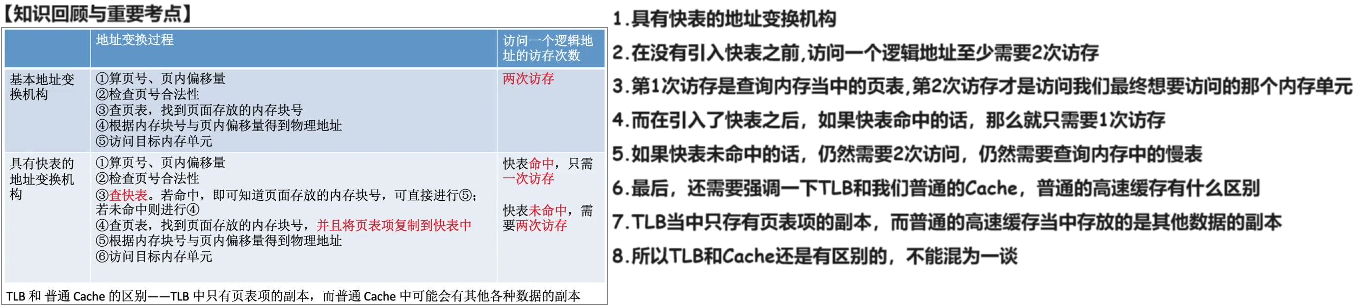 【知识回顾与重要考点】
地址变换过程
访问一个逻辑地
址的访存次数
基本地址变
换机构
①算页号、页内偏移量
②检查页号合法性
③查页表，找到页面存放的内存块号
④根据内存块号与页内偏移量得到物理地址
⑤访问目标内存单元
两次访存
具有快表的
地址变换机
构
①算页号、页内偏移量
②检查页号合法性
③查快表。若命中，即可知道页面存放的内存块号，可直接进行⑤;
若未命中则进行④
④查页表，找到页面存放的内存块号，并且将页表项复制到快表中
⑤根据内存块号与页内偏移量得到物理地址
⑥访问目标内存单元
快表命中，只需
一次访存
快表未命中，需
要两次访存
TLB 和 普通 Cache 的区别——TLB 中只有页表项的副本，而普通 Cache 中可能会有其他各种数据的副本
1.具有快表的地址变换机构
2.在没有引入快表之前,访问一个逻辑地址至少需要2次访存
3.第1次访存是查询内存当中的页表,第2次访存才是访问我们最终想要访问的那个内存单元
4.而在引入了快表之后，如果快表命中的话，那么就只需要1次访存
5.如果快表未命中的话，仍然需要2次访问，仍然需要查询内存中的慢表
6.最后，还需要强调一下TLB和我们普通的Cache，普通的高速缓存有什么区别
7.TLB当中只存有页表项的副本，而普通的高速缓存当中存放的是其他数据的副本
8.所以TLB和Cache还是有区别的，不能混为一谈